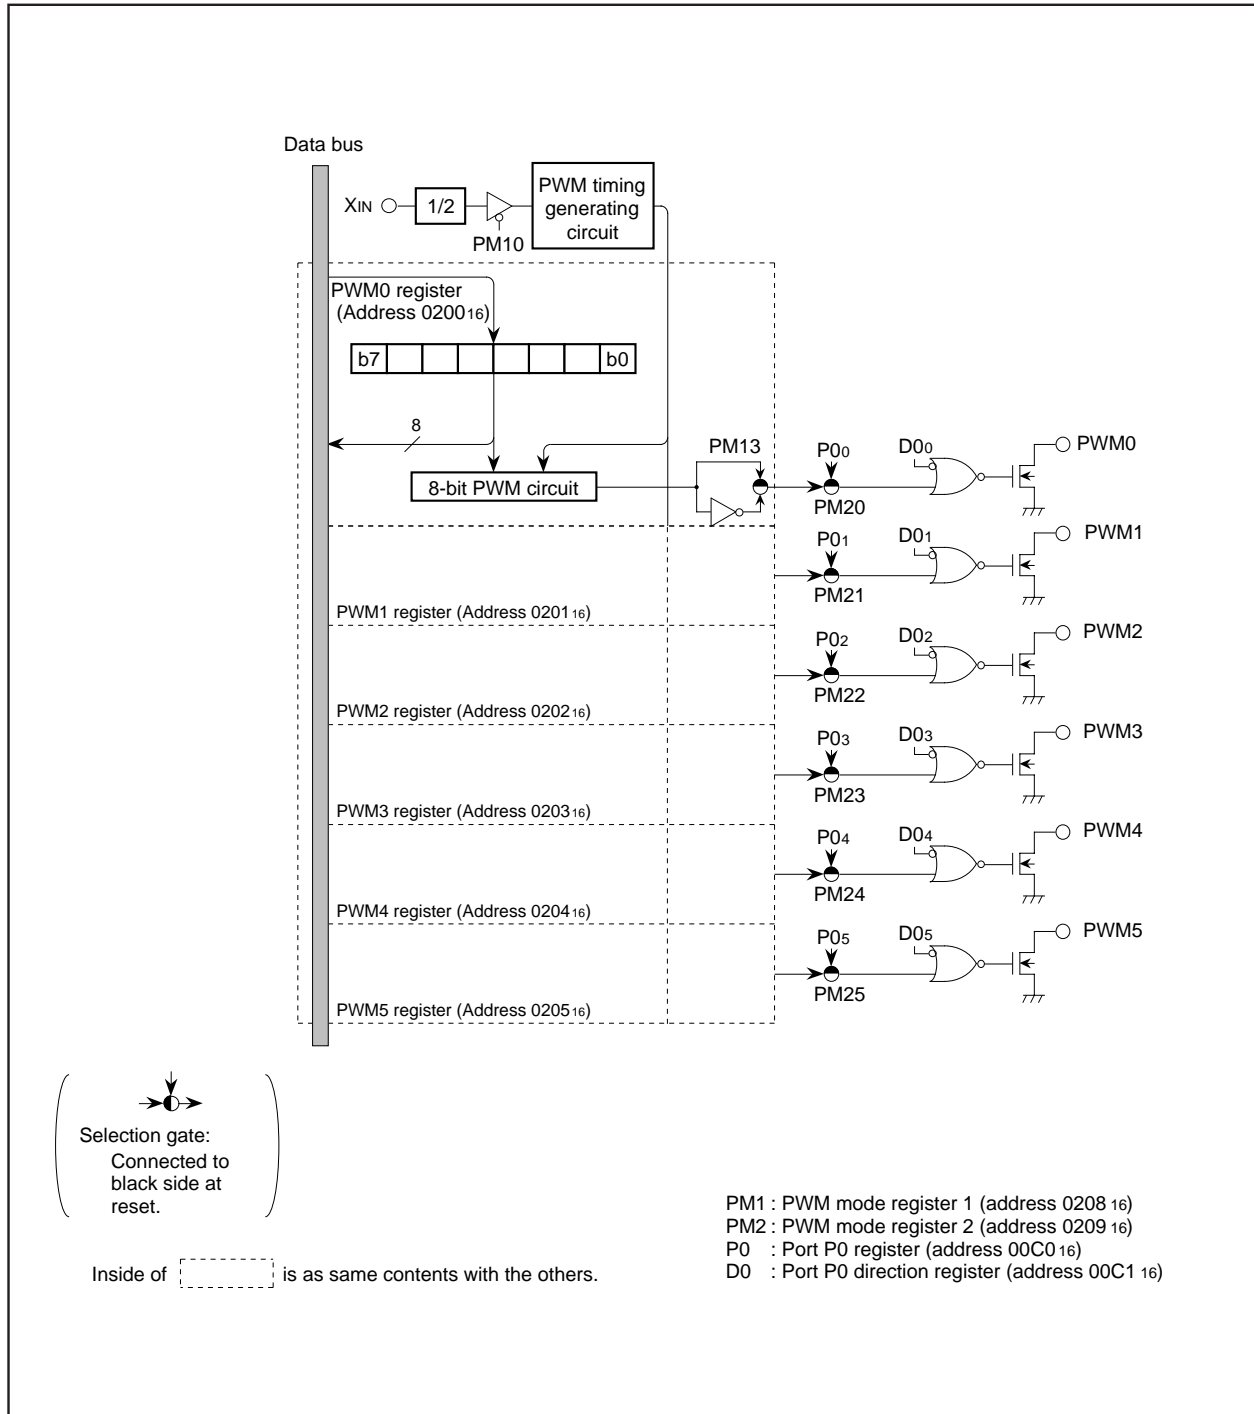 Data bus
XIN
1/2
PM10
PWM timing
generating
circuit
PWM0 register
(Address 020016)
b7
b0
8
8-bit PWM circuit
PM13
P00
PM20
D00
PWM0
P01
PM21
D01
PWM1
PWM1 register (Address 020116)
P02
PM22
D02
PWM2
PWM2 register (Address 020216)
P03
PM23
D03
PWM3
PWM3 register (Address 020316)
P04
PM24
D04
PWM4
PWM4 register (Address 020416)
P05
PM25
D05
PWM5
PWM5 register (Address 020516)
Selection gate:
Connected to
black side at
reset.
Inside of is as same contents with the others.
PM1 : PWM mode register 1 (address 020816)
PM2 : PWM mode register 2 (address 020916)
P0 : Port P0 register (address 00C016)
D0 : Port P0 direction register (address 00C116)